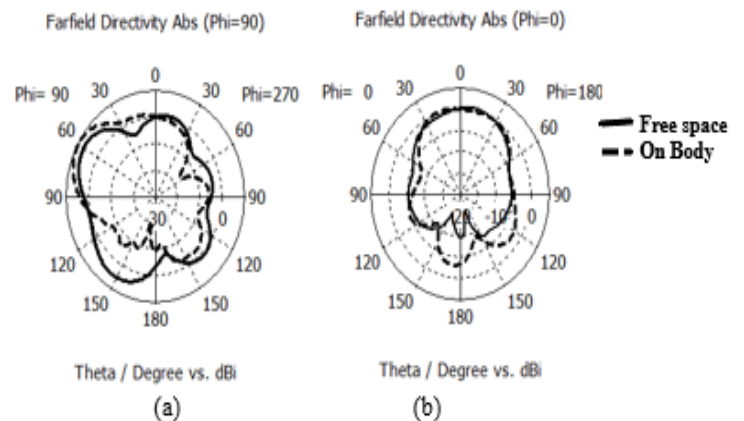 Farfield Directivity Abs (Phi=90)
Phi= 90 30 0 30 Phi=270
60 60
90 90
30 0
120 120
150 150
180
Theta / Degree vs. dBi
(a)
Farfield Directivity Abs (Phi=0)
Phi= 0 30 0 30 Phi=180
60 60
90 90
-20 -10 0
120 120
150 150
180
Theta / Degree vs. dBi
(b)
Free space
On Body